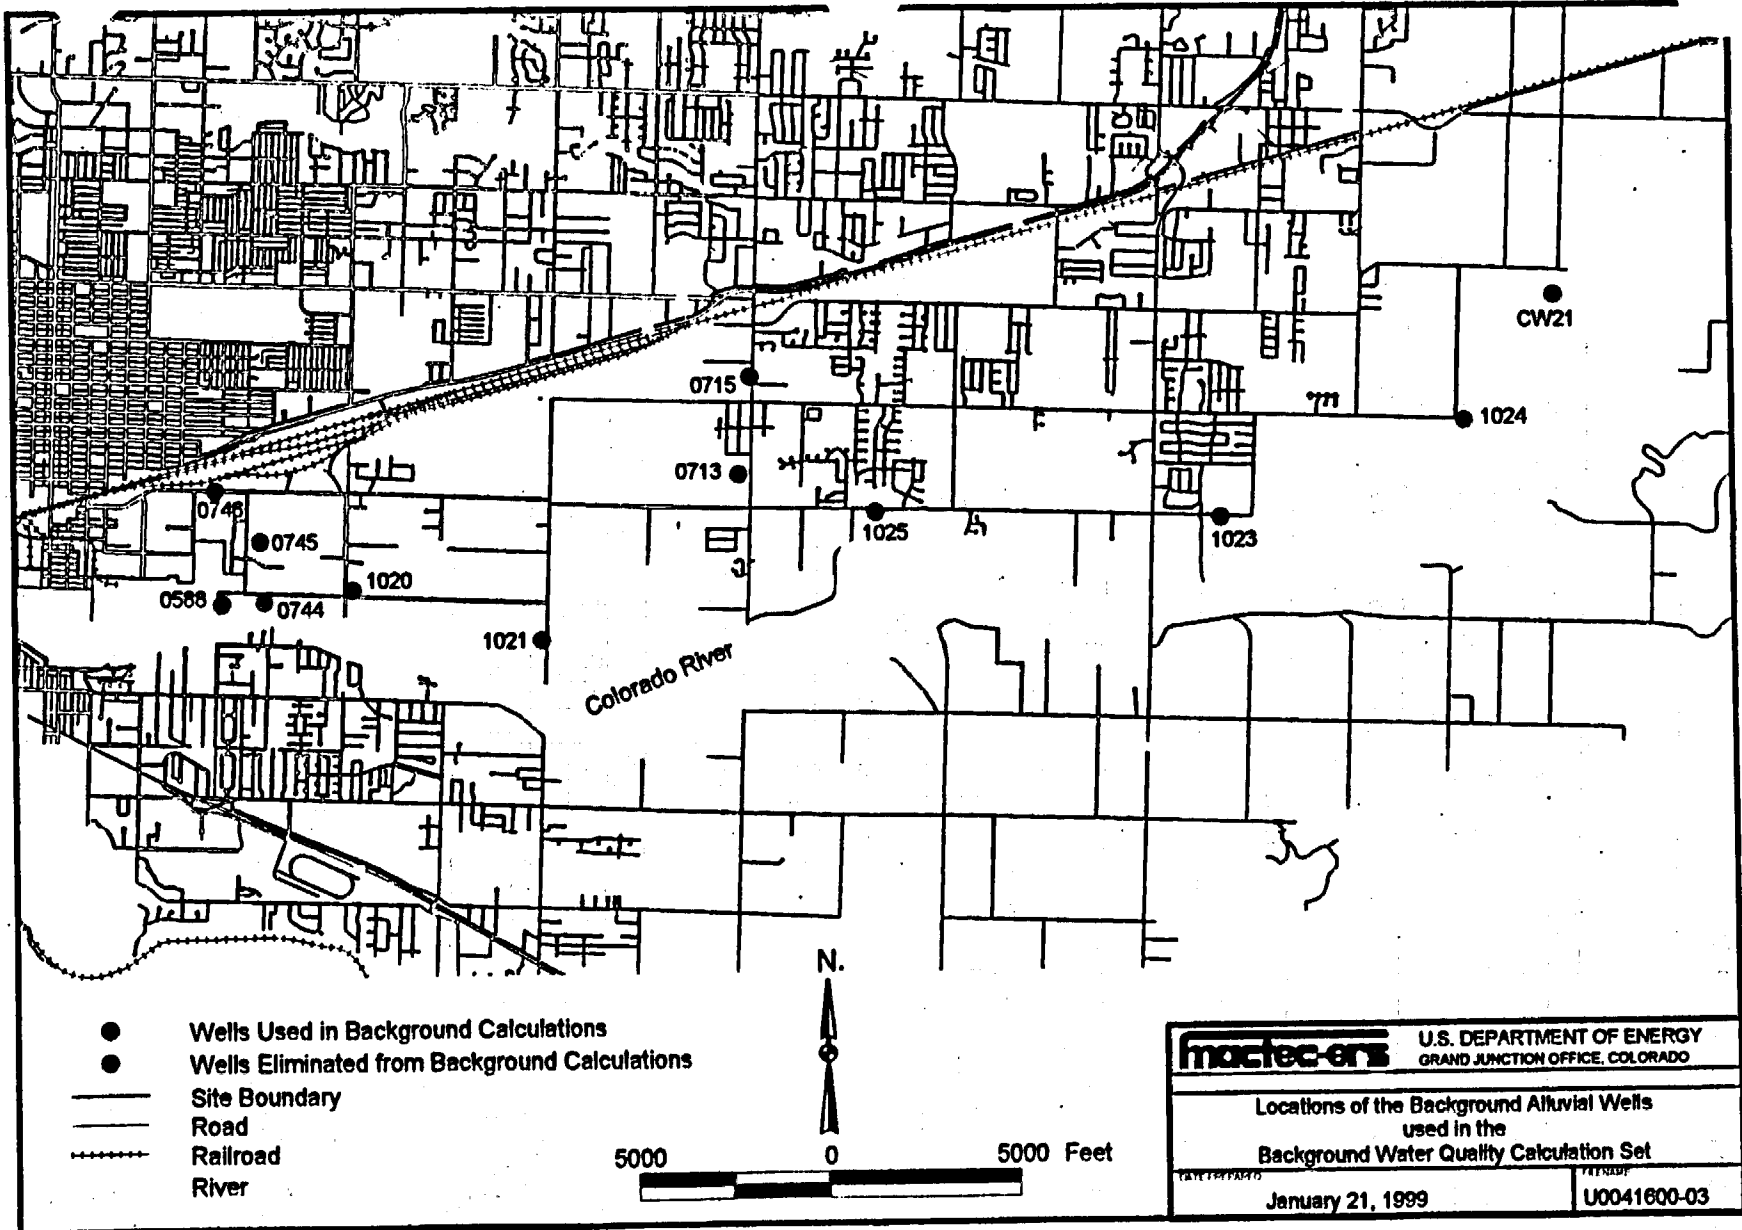 CW21
0715
1024
0713
0746
1025
1023
0745
1020
0588
0744
1021
Colorado River
N.
Wells Used in Background Calculations
Wells Eliminated from Background Calculations
Site Boundary
Road
Railroad
River
5000 0 5000 Feet
mactec-ers
U.S. DEPARTMENT OF ENERGY
GRAND JUNCTION OFFICE, COLORADO
Locations of the Background Alluvial Wells
used in the
Background Water Quality Calculation Set
DATE PREPARED
FILENAME
January 21, 1999
U0041600-03